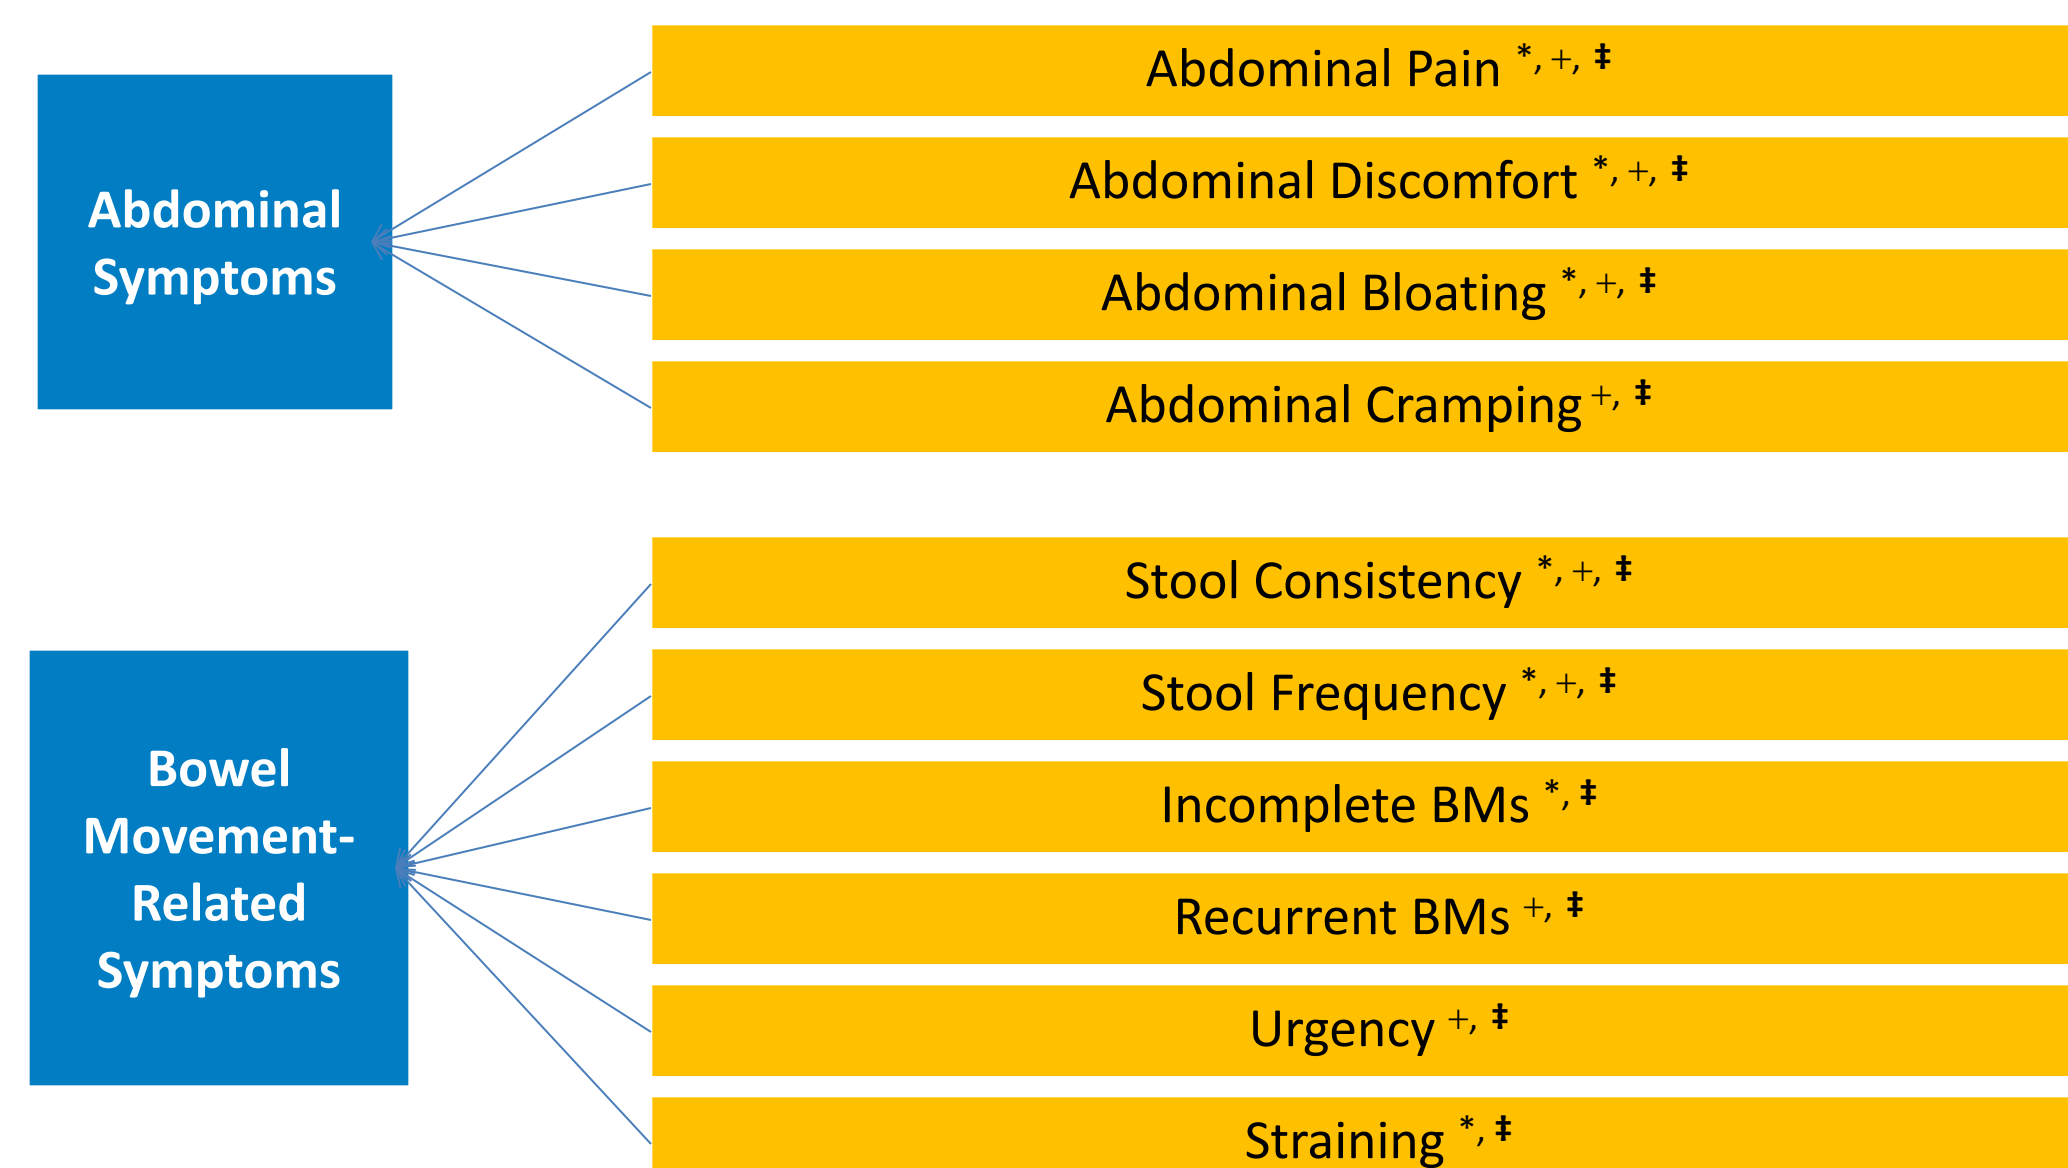 Abdominal
Symptoms
Abdominal Pain *, +, ‡
Abdominal Discomfort *, +, ‡
Abdominal Bloating *, +, ‡
Abdominal Cramping +, ‡
Bowel
Movement-
Related
Symptoms
Stool Consistency *, +, ‡
Stool Frequency *, +, ‡
Incomplete BMs *, ‡
Recurrent BMs +, ‡
Urgency +, ‡
Straining *, ‡